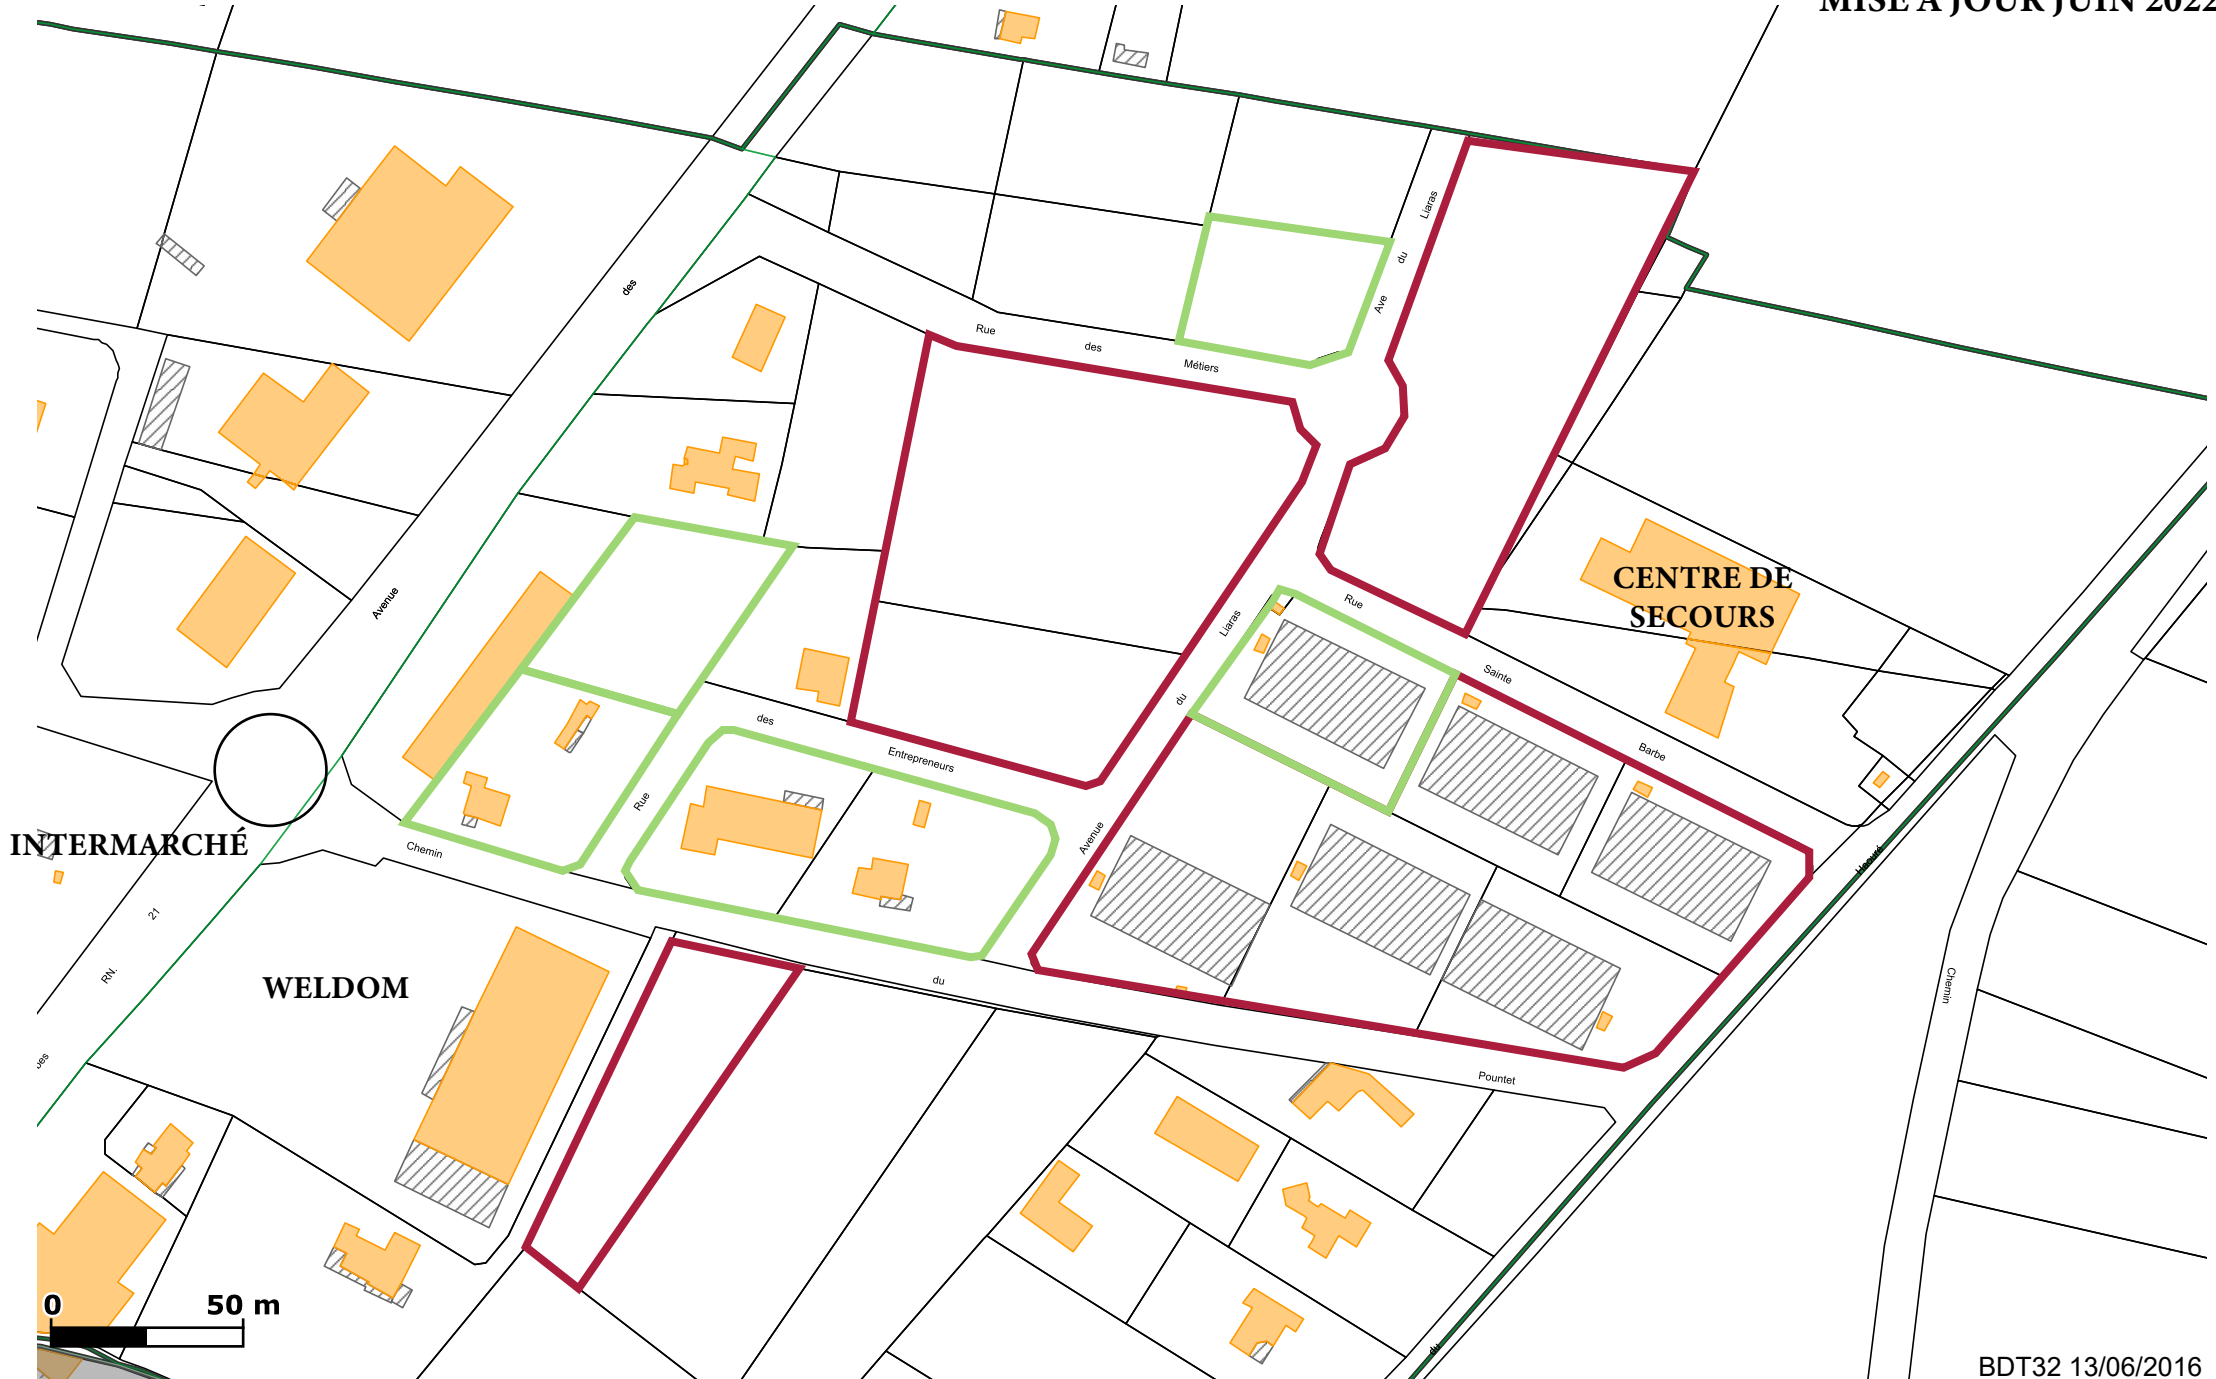 MISE A JOUR JUIN 2022
Liaras
du
Ave
des
Rue
des
Métiers
CENTRE DE
SECOURS
Avenue
Rue
Liaras
Sainte
du
des
Entrepreneurs
Barbe
Rue
Avenue
INTERMARCHÉ
Chemin
21
RN.
WELDOM
du
Chemin
Pountet
0 50 m
du
BDT32 13/06/2016